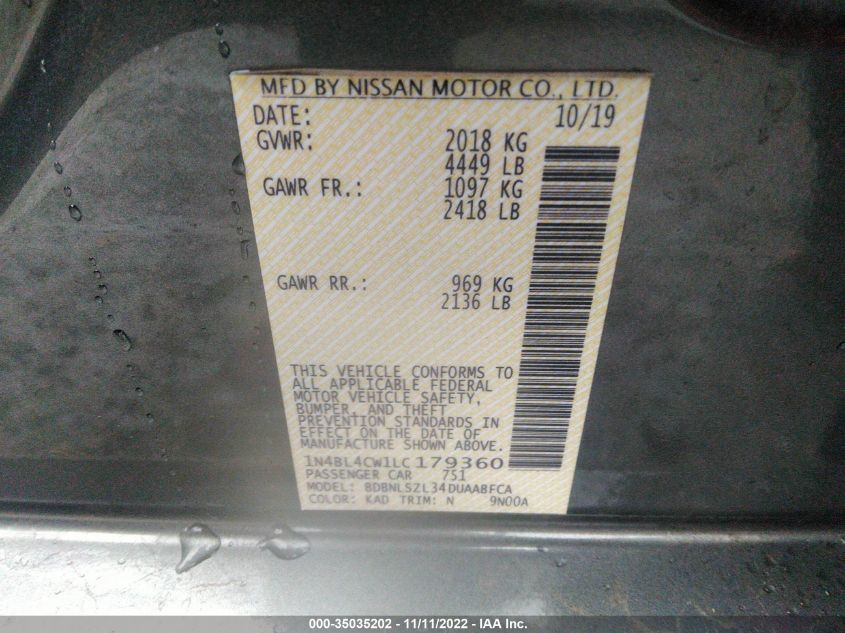 MFD BY NISSAN MOTOR CO., LTD.
DATE: 10/19
GVWR: 2018 KG
4449 LB
GAWR FR.: 1097 KG
2418 LB
GAWR RR.: 969 KG
2136 LB
THIS VEHICLE CONFORMS TO
ALL APPLICABLE FEDERAL
MOTOR VEHICLE SAFETY,
BUMPER, AND THEFT
PREVENTION STANDARDS IN
EFFECT ON THE DATE OF
MANUFACTURE SHOWN ABOVE.
1N4BL4CW1LC179360
PASSENGER CAR 751
MODEL: BDBNLSZL34DUAABFCA
COLOR: KAD TRIM: N 9N00A
000-35035202 - 11/11/2022 - IAA Inc.